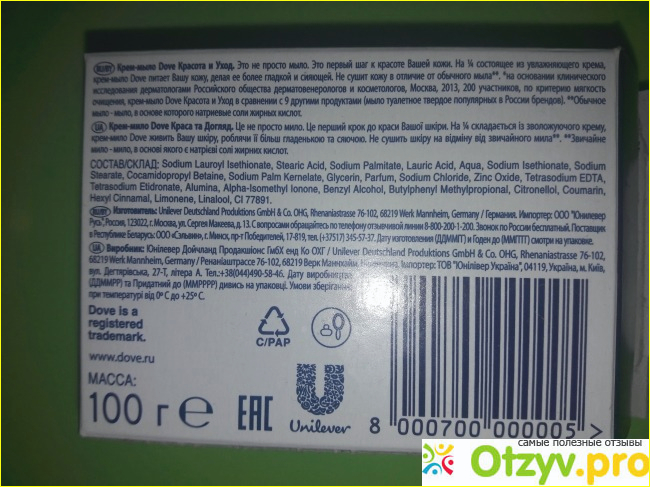 Крем-мыло Dove Красота и Уход. Это не просто мыло. Это первый шаг к красоте Вашей кожи. На ¼ состоящее из увлажняющего крема,
крем-мыло Dove питает Вашу кожу, делая ее более гладкой и сияющей. Не сушит кожу в отличие от обычного мыла**. *на основании клинического
исследования дерматологами Российского общества дерматовенерологов и косметологов, Москва, 2013, 200 участников, по критерию мягкость
очищения, крем-мыло Dove Красота и Уход в сравнении с 9 другими продуктами (мыло туалетное твердое популярных в России брендов). **Обычное
мыло - мыло, в основе которого натриевые соли жирных кислот.
UA Крем-мило Dove Краса та Догляд. Це не просто мило. Це перший крок до краси Вашої шкіри. На ¼ складається із зволожуючого крему,
крем-мило Dove живить Вашу шкіру, роблячи її більш гладенькою та сяючою. Не сушить шкіру на відміну від звичайного мила**. **Звичайне
мило - мило, в основі якого є натрієві солі жирних кислот.
СОСТАВ/СКЛАД: Sodium Lauroyl Isethionate, Stearic Acid, Sodium Palmitate, Lauric Acid, Aqua, Sodium Isethionate, Sodium
Stearate, Cocamidopropyl Betaine, Sodium Palm Kernelate, Glycerin, Parfum, Sodium Chloride, Zinc Oxide, Tetrasodium EDTA,
Tetrasodium Etidronate, Alumina, Alpha-Isomethyl Ionone, Benzyl Alcohol, Butylphenyl Methylpropional, Citronellol, Coumarin,
Hexyl Cinnamal, Limonene, Linalool, CI 77891.
Изготовитель: Unilever Deutschland Produktions GmbH & Co. OHG, Rhenaniastrasse 76-102, 68219 Werk Mannheim, Germany / Германия. Импортер: ООО "Юнилевер
Русь", Россия, 123022, г. Москва, ул. Сергея Макеева, д. 13. С вопросами обращайтесь по телефону отзывчивой линии 8-800-200-1-200. Звонок по России бесплатный. Поставщик
в Республику Беларусь: ООО «Сэльвин», г. Минск, пр-т Победителей, 17-819, тел. (+37517) 345-57-37. Дата изготовления (ДДММГГ) и Годен до (ММГГГГ) смотри на упаковке.
UA Виробник: Юнілевер Дойчланд Продакшіонс ГмбХ енд Ко ОХГ / Unilever Deutschland Produktions GmbH & Co. OHG, Rhenaniastrasse 76-102,
68219 Werk Mannheim, Germany / Ренаніаштрассе 76-102, 68219 Верк Маннхайм, Імпортер: ТОВ "Юнілівер Україна", 04119, Україна, м. Київ,
вул. Дегтярівська, 27-Т, літера А. Тел.+38(044)490-58-46. Дату виробництва
(ДДММРР) та Придатний до (ММРРРР) дивись на упаковці. Умови зберігання:
при температурі від 0° С до +25° С.
Dove is a
registered
trademark.
C/PAP
www.dove.ru
МАССА:
100 г ℮
EAC
Unilever
8 000700 000005 >
самые полезные отзывы
Otzyv.pro